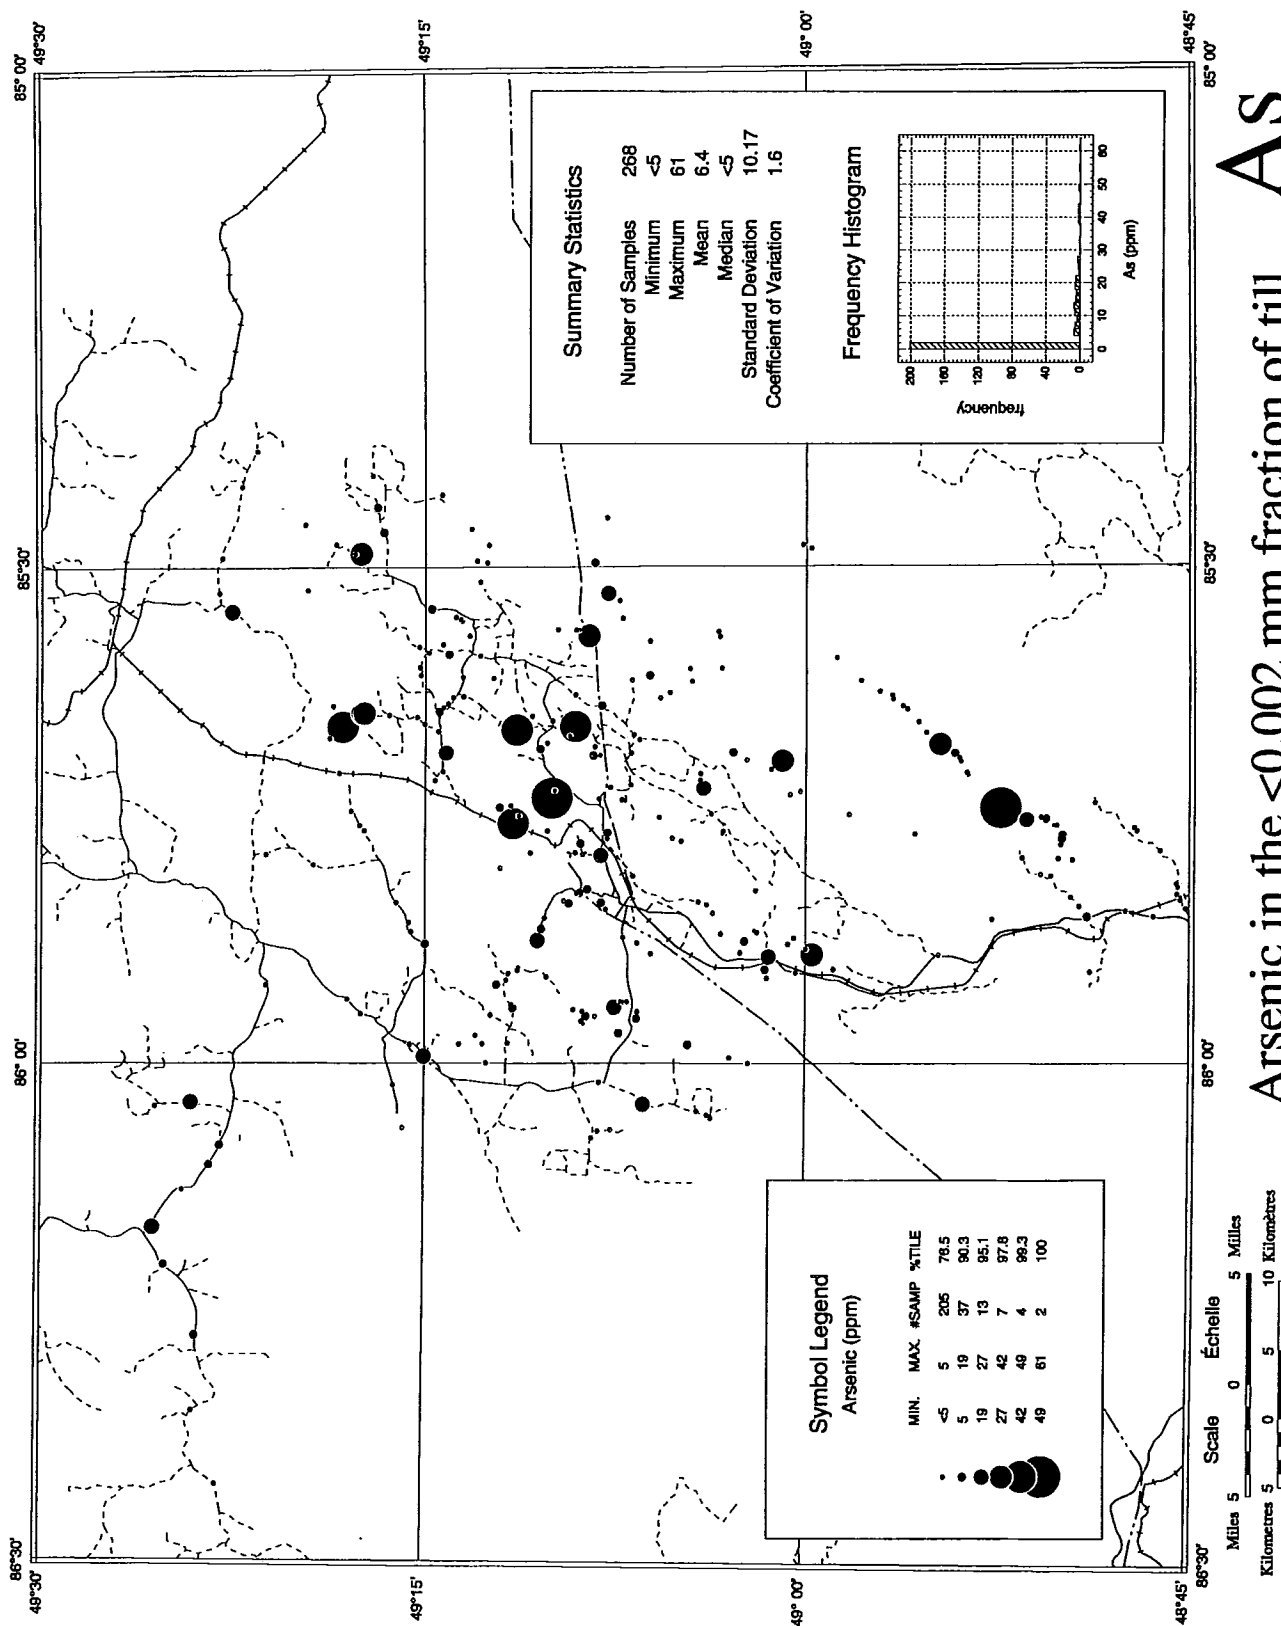 86°30'
86° 00'
85°30'
85° 00'
49°30'
49°30'
49°15'
49°15'
49° 00'
49° 00'
48°45'
48°45'
86°30'
86° 00'
85°30'
85° 00'
Summary Statistics
Number of Samples 268
Minimum <5
Maximum 61
Mean 6.4
Median <5
Standard Deviation 10.17
Coefficient of Variation 1.6
Frequency Histogram
frequency
200
160
120
80
40
0
0 10 20 30 40 50 60
As (ppm)
Symbol Legend
Arsenic (ppm)
MIN. MAX. #SAMP %TILE
<5 5 205 76.5
5 19 37 90.3
19 27 13 95.1
27 42 7 97.8
42 49 4 99.3
49 61 2 100
Scale Échelle
Miles 5 0 5 Milles
Kilometres 5 0 5 10 Kilomètres
Arsenic in the <0.002 mm fraction of till
As